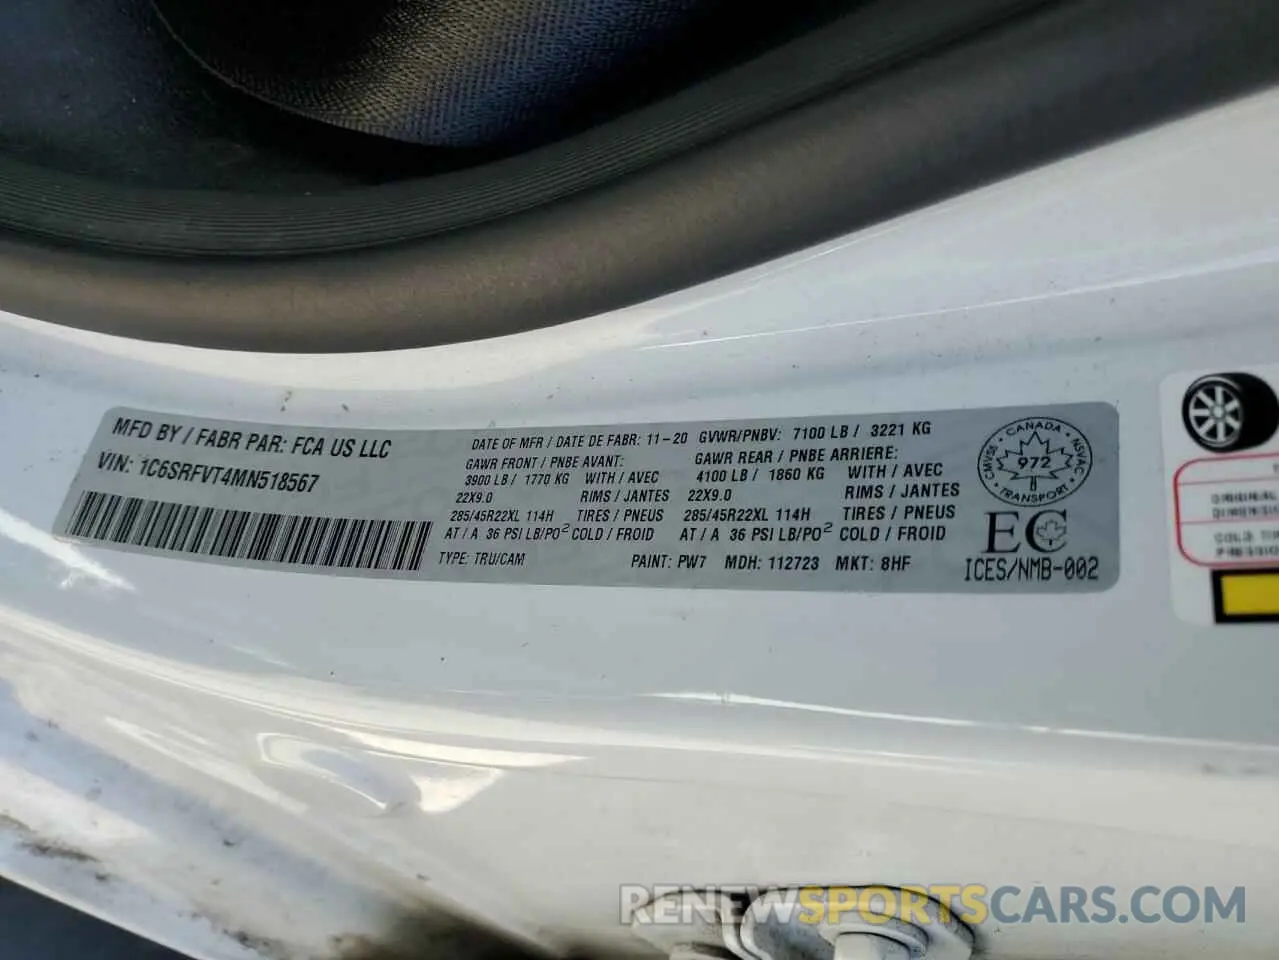 MFD BY / FABR PAR: FCA US LLC
VIN: 1C6SRFVT4MN518567
DATE OF MFR / DATE DE FABR: 11-20 GVWR/PNBV: 7100 LB / 3221 KG
GAWR FRONT / PNBE AVANT: GAWR REAR / PNBE ARRIERE:
3900 LB / 1770 KG WITH / AVEC 4100 LB / 1860 KG WITH / AVEC
22X9.0 RIMS / JANTES 22X9.0 RIMS / JANTES
285/45R22XL 114H TIRES / PNEUS 285/45R22XL 114H TIRES / PNEUS
AT / A 36 PSI LB/PO² COLD / FROID AT / A 36 PSI LB/PO² COLD / FROID
TYPE: TRU/CAM PAINT: PW7 MDH: 112723 MKT: 8HF
CANADA
CMVSS 972 NSVAC
TRANSPORT
EC
ICES/NMB-002
ORIGINAL
DIMENSI
COLD TI
PRESSIO
RENEWSPORTSCARS.COM